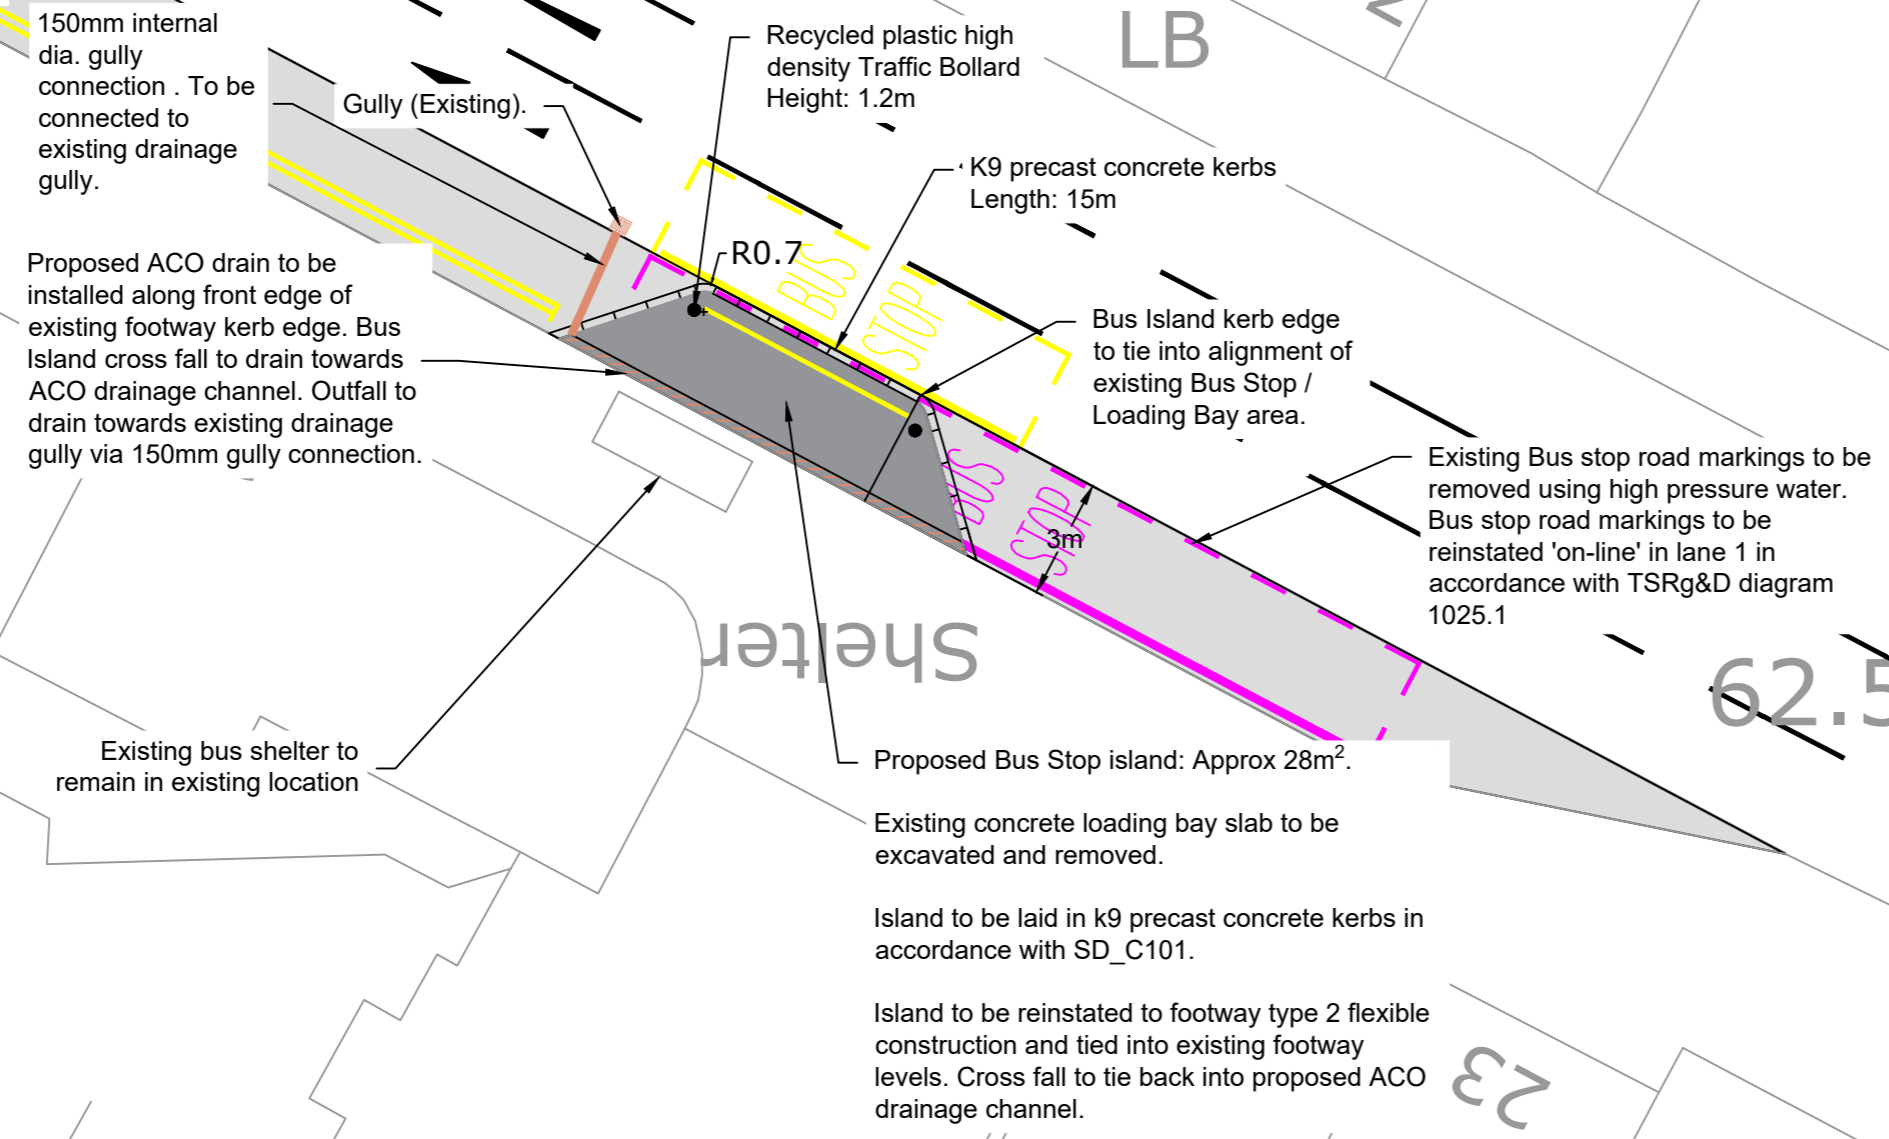 150mm internal
dia. gully
connection . To be
connected to
existing drainage
gully.
Gully (Existing).
Recycled plastic high
density Traffic Bollard
Height: 1.2m
LB
K9 precast concrete kerbs
Length: 15m
R0.7
BUS
STOP
Proposed ACO drain to be
installed along front edge of
existing footway kerb edge. Bus
Island cross fall to drain towards
ACO drainage channel. Outfall to
drain towards existing drainage
gully via 150mm gully connection.
Bus Island kerb edge
to tie into alignment of
existing Bus Stop /
Loading Bay area.
BUS
STOP
3m
Existing Bus stop road markings to be
removed using high pressure water.
Bus stop road markings to be
reinstated 'on-line' in lane 1 in
accordance with TSRg&D diagram
1025.1
Shelter
62.5
Existing bus shelter to
remain in existing location
Proposed Bus Stop island: Approx 28m².
Existing concrete loading bay slab to be
excavated and removed.
Island to be laid in k9 precast concrete kerbs in
accordance with SD_C101.
Island to be reinstated to footway type 2 flexible
construction and tied into existing footway
levels. Cross fall to tie back into proposed ACO
drainage channel.
23